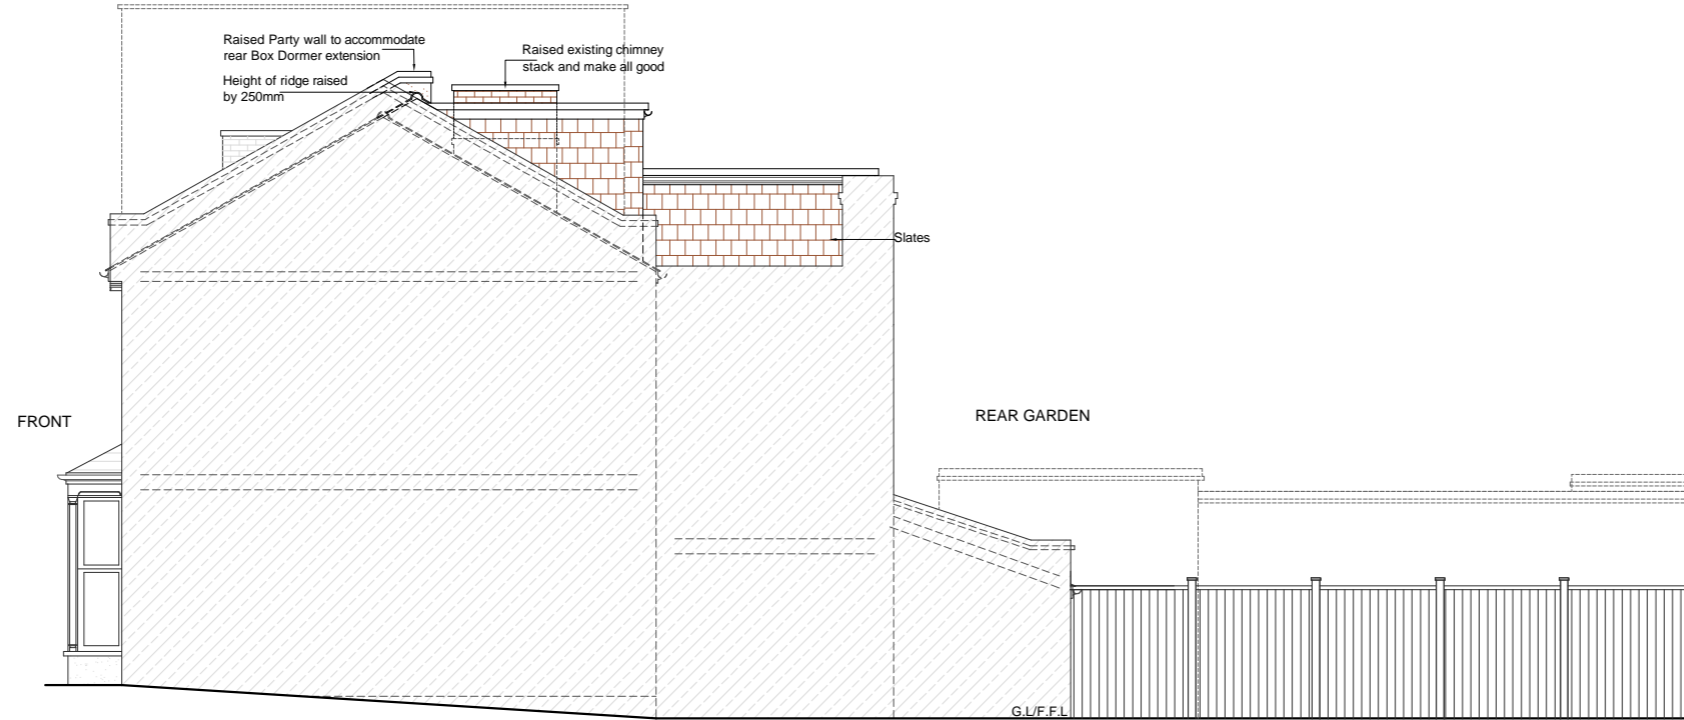 Raised Party wall to accommodate
rear Box Dormer extension
Raised existing chimney
stack and make all good
Height of ridge raised
by 250mm
Slates
FRONT
REAR GARDEN
G.L/F.F.L